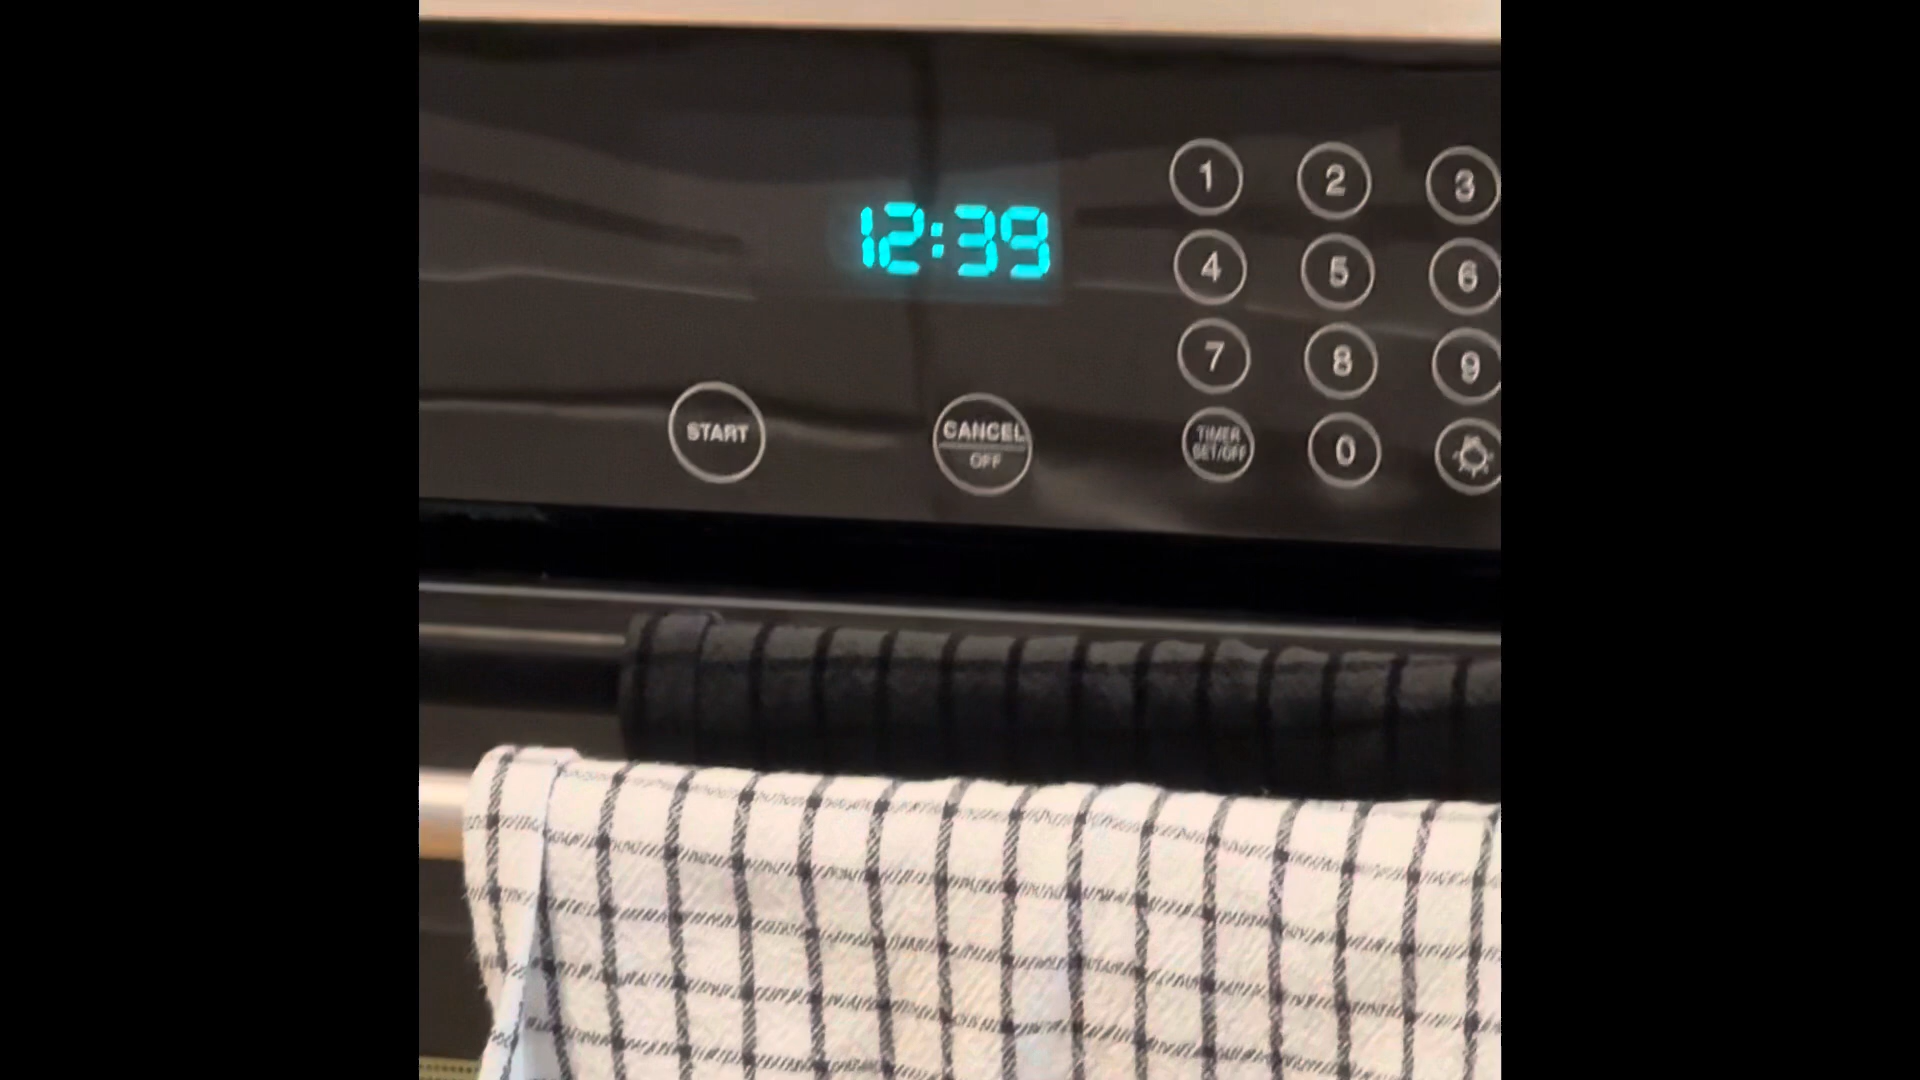 12:39
1 2 3
4 5 6
7 8 9
START
CANCEL
OFF
TIMER
SET/OFF
0